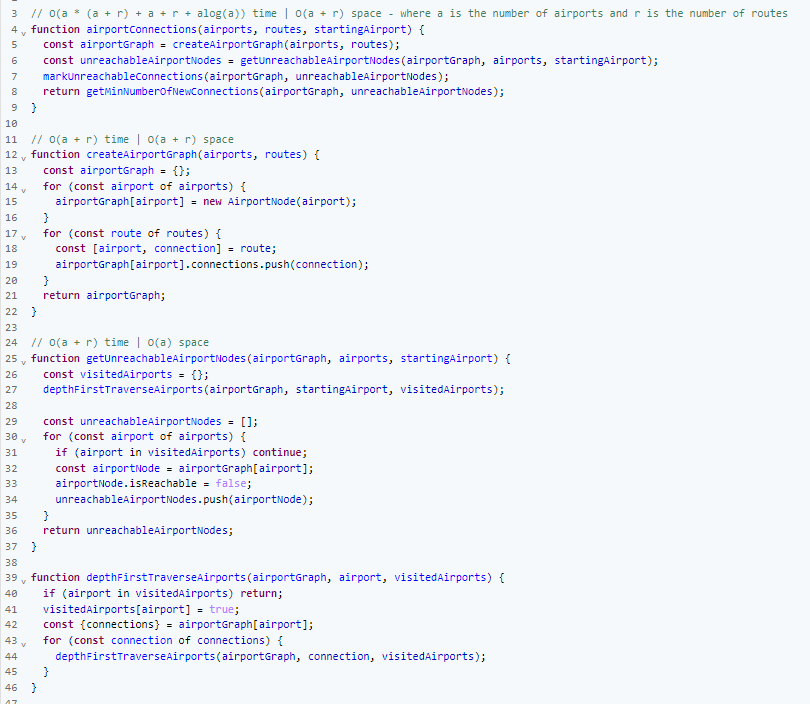 3 // O(a * (a + r) + a + r + alog(a)) time | O(a + r) space - where a is the number of airports and r is the number of routes
4 function airportConnections(airports, routes, startingAirport) {
5 const airportGraph = createAirportGraph(airports, routes);
6 const unreachableAirportNodes = getUnreachableAirportNodes(airportGraph, airports, startingAirport);
7 markUnreachableConnections(airportGraph, unreachableAirportNodes);
8 return getMinNumberOfNewConnections(airportGraph, unreachableAirportNodes);
9 }
10
11 // O(a + r) time | O(a + r) space
12 function createAirportGraph(airports, routes) {
13 const airportGraph = {};
14 for (const airport of airports) {
15 airportGraph[airport] = new AirportNode(airport);
16 }
17 for (const route of routes) {
18 const [airport, connection] = route;
19 airportGraph[airport].connections.push(connection);
20 }
21 return airportGraph;
22 }
23
24 // O(a + r) time | O(a) space
25 function getUnreachableAirportNodes(airportGraph, airports, startingAirport) {
26 const visitedAirports = {};
27 depthFirstTraverseAirports(airportGraph, startingAirport, visitedAirports);
28
29 const unreachableAirportNodes = [];
30 for (const airport of airports) {
31 if (airport in visitedAirports) continue;
32 const airportNode = airportGraph[airport];
33 airportNode.isReachable = false;
34 unreachableAirportNodes.push(airportNode);
35 }
36 return unreachableAirportNodes;
37 }
38
39 function depthFirstTraverseAirports(airportGraph, airport, visitedAirports) {
40 if (airport in visitedAirports) return;
41 visitedAirports[airport] = true;
42 const {connections} = airportGraph[airport];
43 for (const connection of connections) {
44 depthFirstTraverseAirports(airportGraph, connection, visitedAirports);
45 }
46 }
47